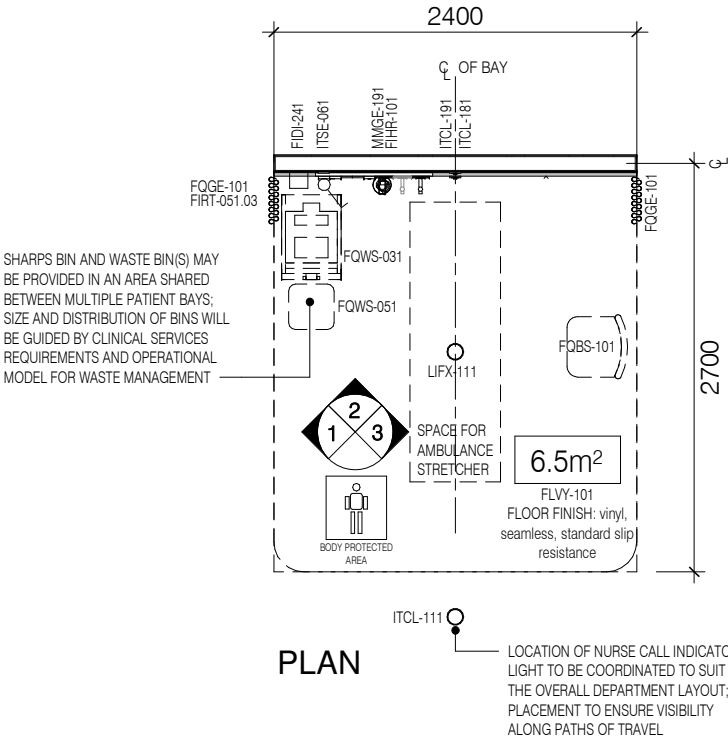 2400
℄ OF BAY
FIDI-241
ITSE-061
MMGE-191
FIHR-101
ITCL-191
ITCL-181
℄
FQGE-101
FIRT-051.03
FQGE-101
SHARPS BIN AND WASTE BIN(S) MAY
BE PROVIDED IN AN AREA SHARED
BETWEEN MULTIPLE PATIENT BAYS;
SIZE AND DISTRIBUTION OF BINS WILL
BE GUIDED BY CLINICAL SERVICES
REQUIREMENTS AND OPERATIONAL
MODEL FOR WASTE MANAGEMENT
FQWS-031
FQWS-051
FQBS-101
LIFX-111
2700
1
2
3
SPACE FOR
AMBULANCE
STRETCHER
6.5m²
FLVY-101
FLOOR FINISH: vinyl,
seamless, standard slip
resistance
BODY PROTECTED
AREA
ITCL-111
PLAN
LOCATION OF NURSE CALL INDICATO
LIGHT TO BE COORDINATED TO SUIT
THE OVERALL DEPARTMENT LAYOUT;
PLACEMENT TO ENSURE VISIBILITY
ALONG PATHS OF TRAVEL